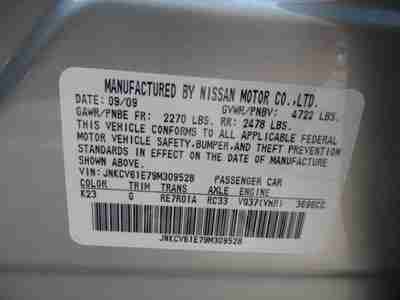 MANUFACTURED BY NISSAN MOTOR CO.,LTD.
DATE: 09/09 GVWR/PNBV: 4722 LBS.
GAWR/PNBE FR: 2270 LBS. RR: 2478 LBS.
THIS VEHICLE CONFORMS TO ALL APPLICABLE FEDERAL
MOTOR VEHICLE SAFETY,BUMPER,AND THEFT PREVENTION
STANDARDS IN EFFECT ON THE DATE OF MANUFACTURE
SHOWN ABOVE.
VIN: JNKCV61E79M309528 PASSENGER CAR
COLOR TRIM TRANS AXLE ENGINE
K23 G RE7R01A RC33 VQ37(VHR) 3696CC
JNKCV61E79M309528